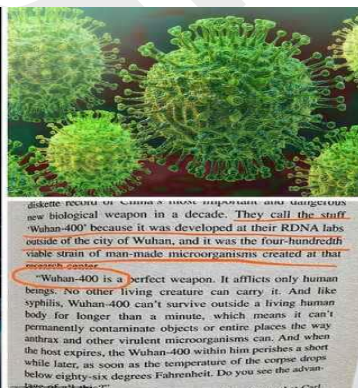 diskette record of China's most important and dangerous
new biological weapon in a decade. They call the stuff
'Wuhan-400' because it was developed at their RDNA labs
outside of the city of Wuhan, and it was the four-hundredth
viable strain of man-made microorganisms created at that
research center.
"Wuhan-400 is a perfect weapon. It afflicts only human
beings. No other living creature can carry it. And like
syphilis, Wuhan-400 can't survive outside a living human
body for longer than a minute, which means it can't
permanently contaminate objects or entire places the way
anthrax and other virulent microorganisms can. And when
the host expires, the Wuhan-400 within him perishes a short
while later, as soon as the temperature of the corpse drops
below eighty-six degrees Fahrenheit. Do you see the advan-
tage of all this?"